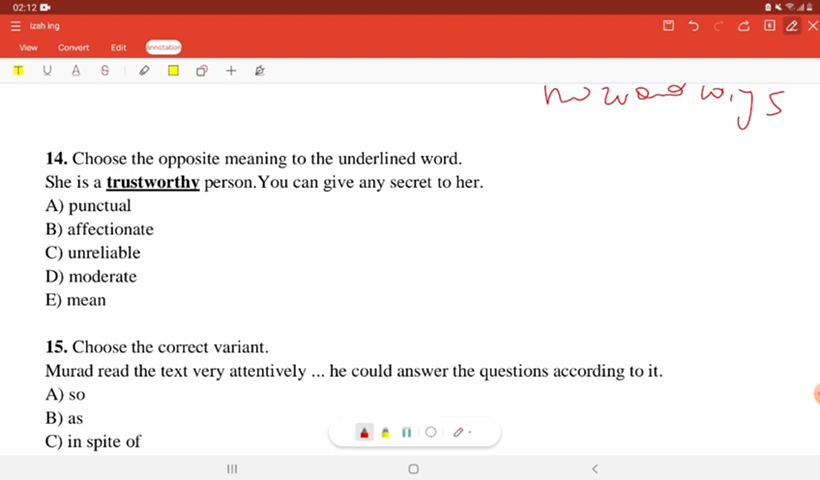 02:12
izah ing
View Convert Edit Annotation
14. Choose the opposite meaning to the underlined word.
She is a trustworthy person.You can give any secret to her.
A) punctual
B) affectionate
C) unreliable
D) moderate
E) mean
15. Choose the correct variant.
Murad read the text very attentively ... he could answer the questions according to it.
A) so
B) as
C) in spite of